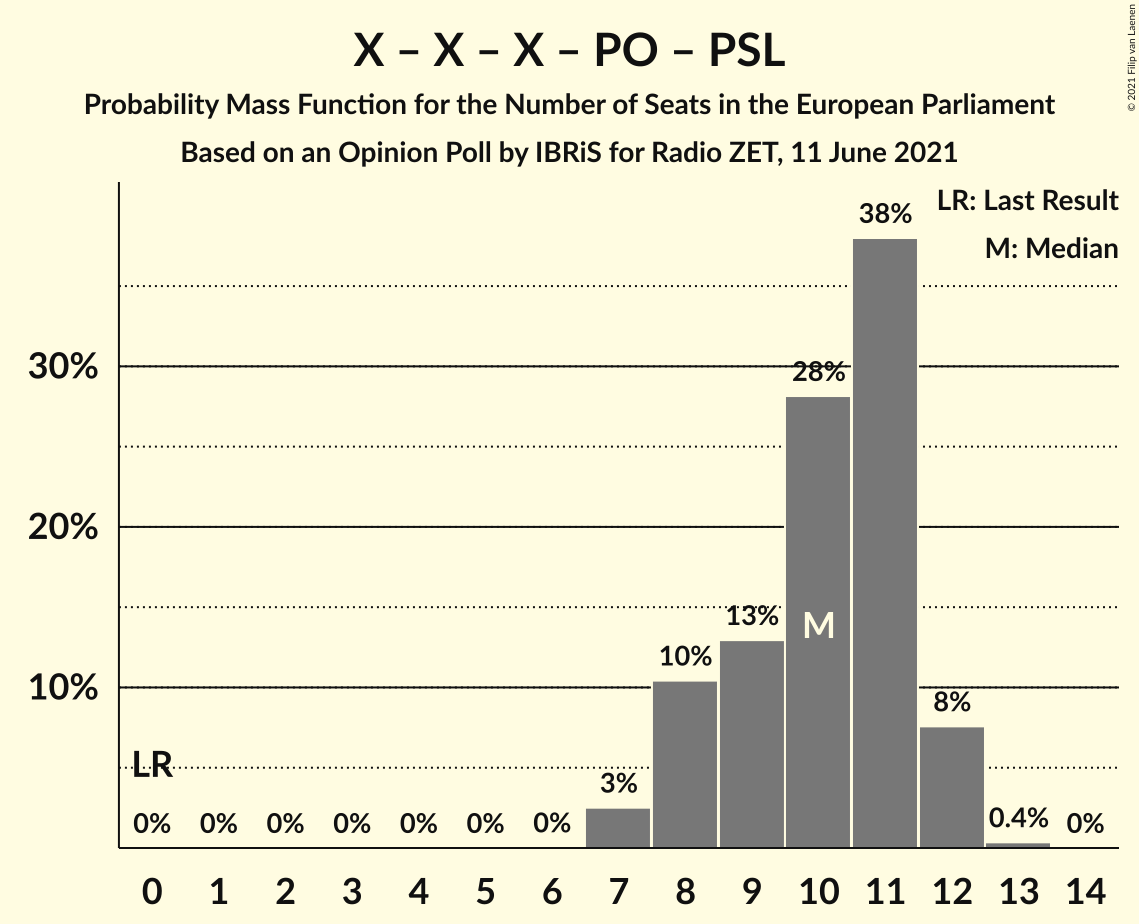 X – X – X – PO – PSL
Probability Mass Function for the Number of Seats in the European Parliament
Based on an Opinion Poll by IBRiS for Radio ZET, 11 June 2021
© 2021 Filip van Laenen
LR: Last Result
M: Median
38%
30%
28%
20%
13%
M
10%
10%
8%
LR
3%
0% 0% 0% 0% 0% 0% 0% 0.4% 0%
0 1 2 3 4 5 6 7 8 9 10 11 12 13 14